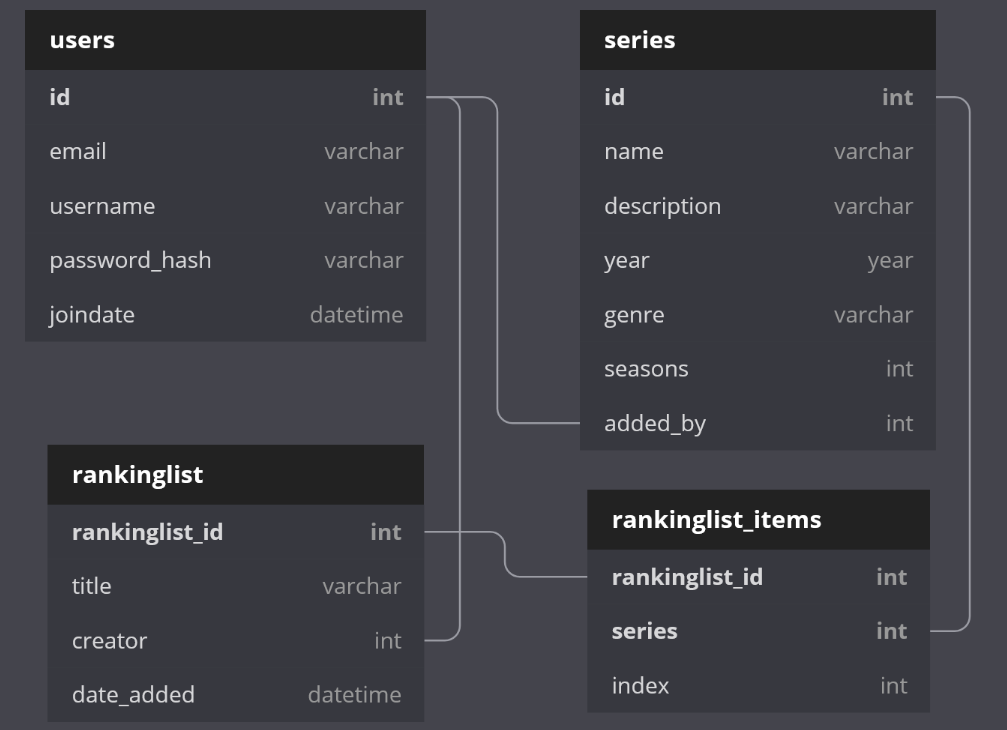 users
id int
email varchar
username varchar
password_hash varchar
joindate datetime
series
id int
name varchar
description varchar
year year
genre varchar
seasons int
added_by int
rankinglist
rankinglist_id int
title varchar
creator int
date_added datetime
rankinglist_items
rankinglist_id int
series int
index int